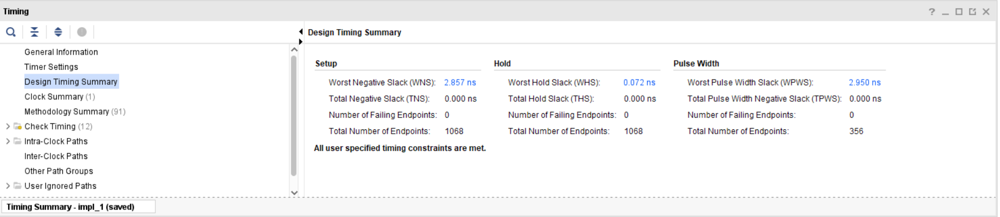 Timing
Design Timing Summary
General Information
Timer Settings
Design Timing Summary
Clock Summary (1)
Methodology Summary (91)
Check Timing (12)
Intra-Clock Paths
Inter-Clock Paths
Other Path Groups
User Ignored Paths
Setup Hold Pulse Width
Worst Negative Slack (WNS): 2.857 ns Worst Hold Slack (WHS): 0.072 ns Worst Pulse Width Slack (WPWS): 2.950 ns
Total Negative Slack (TNS): 0.000 ns Total Hold Slack (THS): 0.000 ns Total Pulse Width Negative Slack (TPWS): 0.000 ns
Number of Failing Endpoints: 0 Number of Failing Endpoints: 0 Number of Failing Endpoints: 0
Total Number of Endpoints: 1068 Total Number of Endpoints: 1068 Total Number of Endpoints: 356
All user specified timing constraints are met.
Timing Summary - impl_1 (saved)